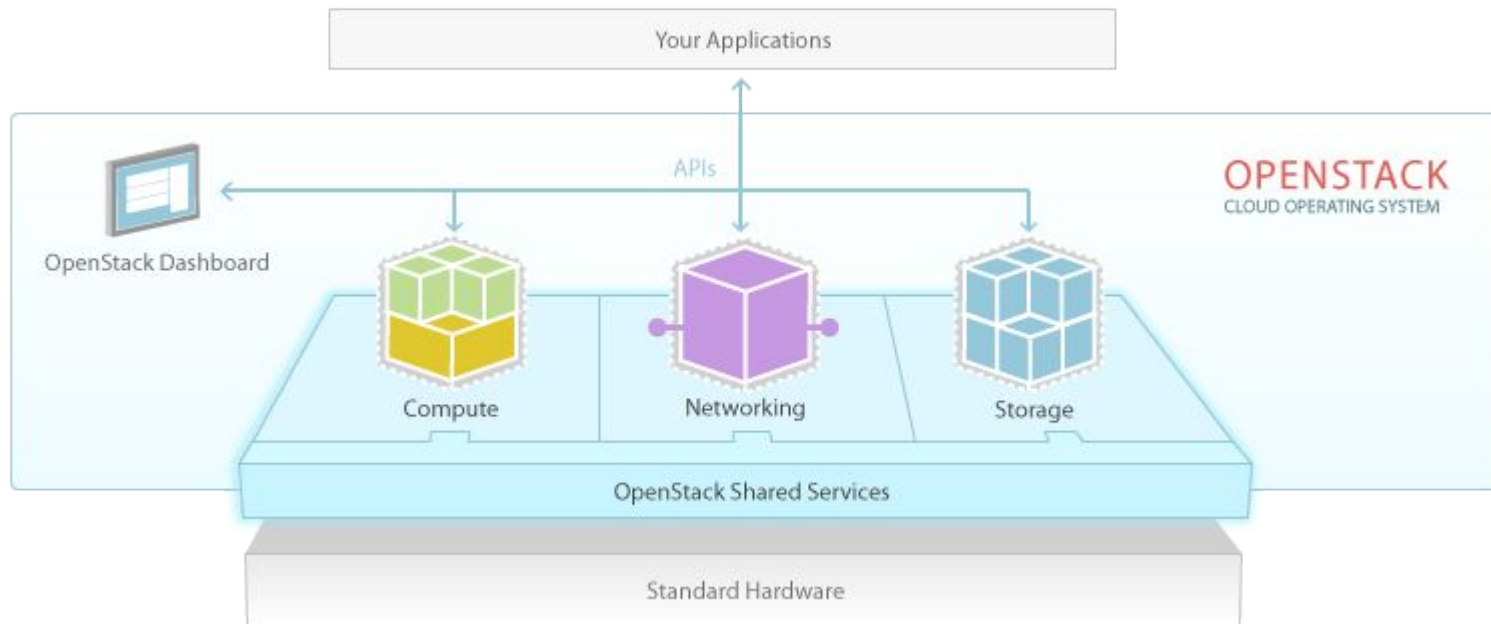 Your Applications
APIs
OPENSTACK
CLOUD OPERATING SYSTEM
OpenStack Dashboard
Compute
Networking
Storage
OpenStack Shared Services
Standard Hardware